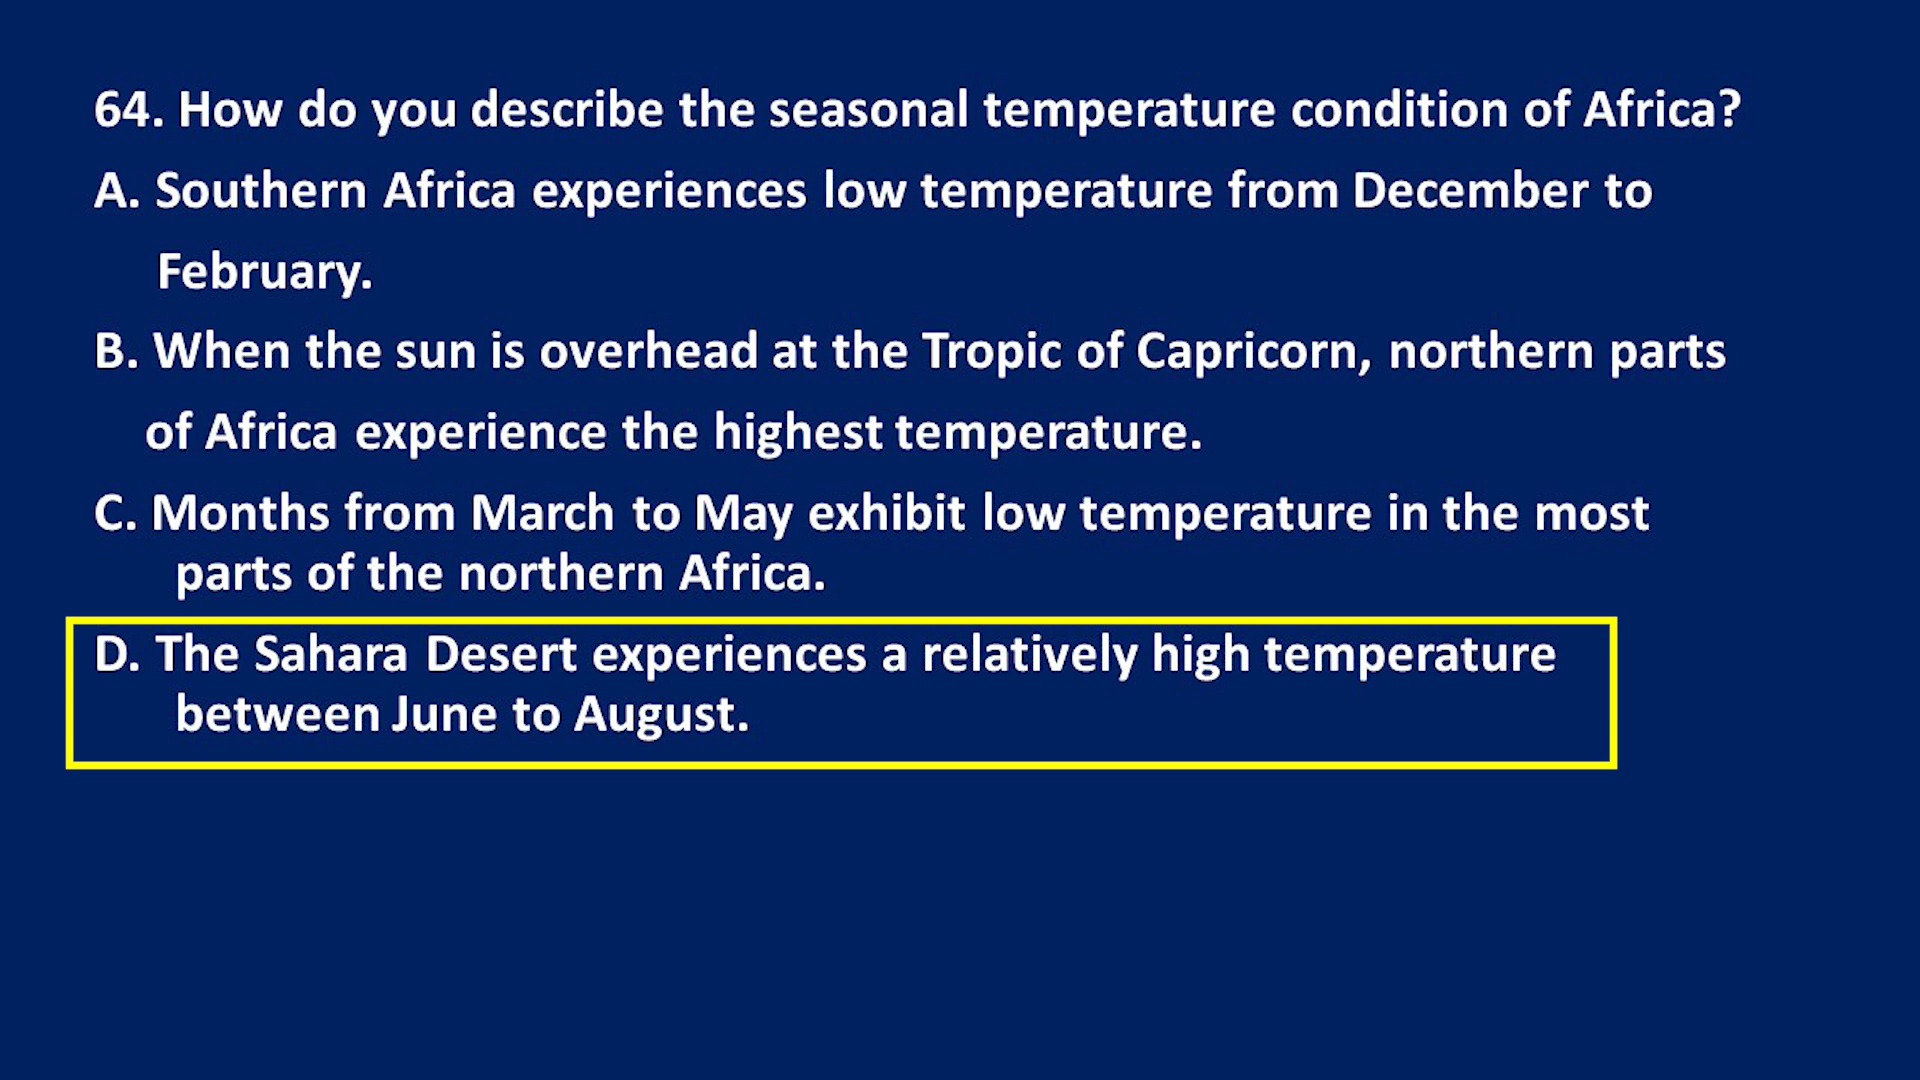 64. How do you describe the seasonal temperature condition of Africa?
A. Southern Africa experiences low temperature from December to
February.
B. When the sun is overhead at the Tropic of Capricorn, northern parts
of Africa experience the highest temperature.
C. Months from March to May exhibit low temperature in the most
parts of the northern Africa.
D. The Sahara Desert experiences a relatively high temperature
between June to August.